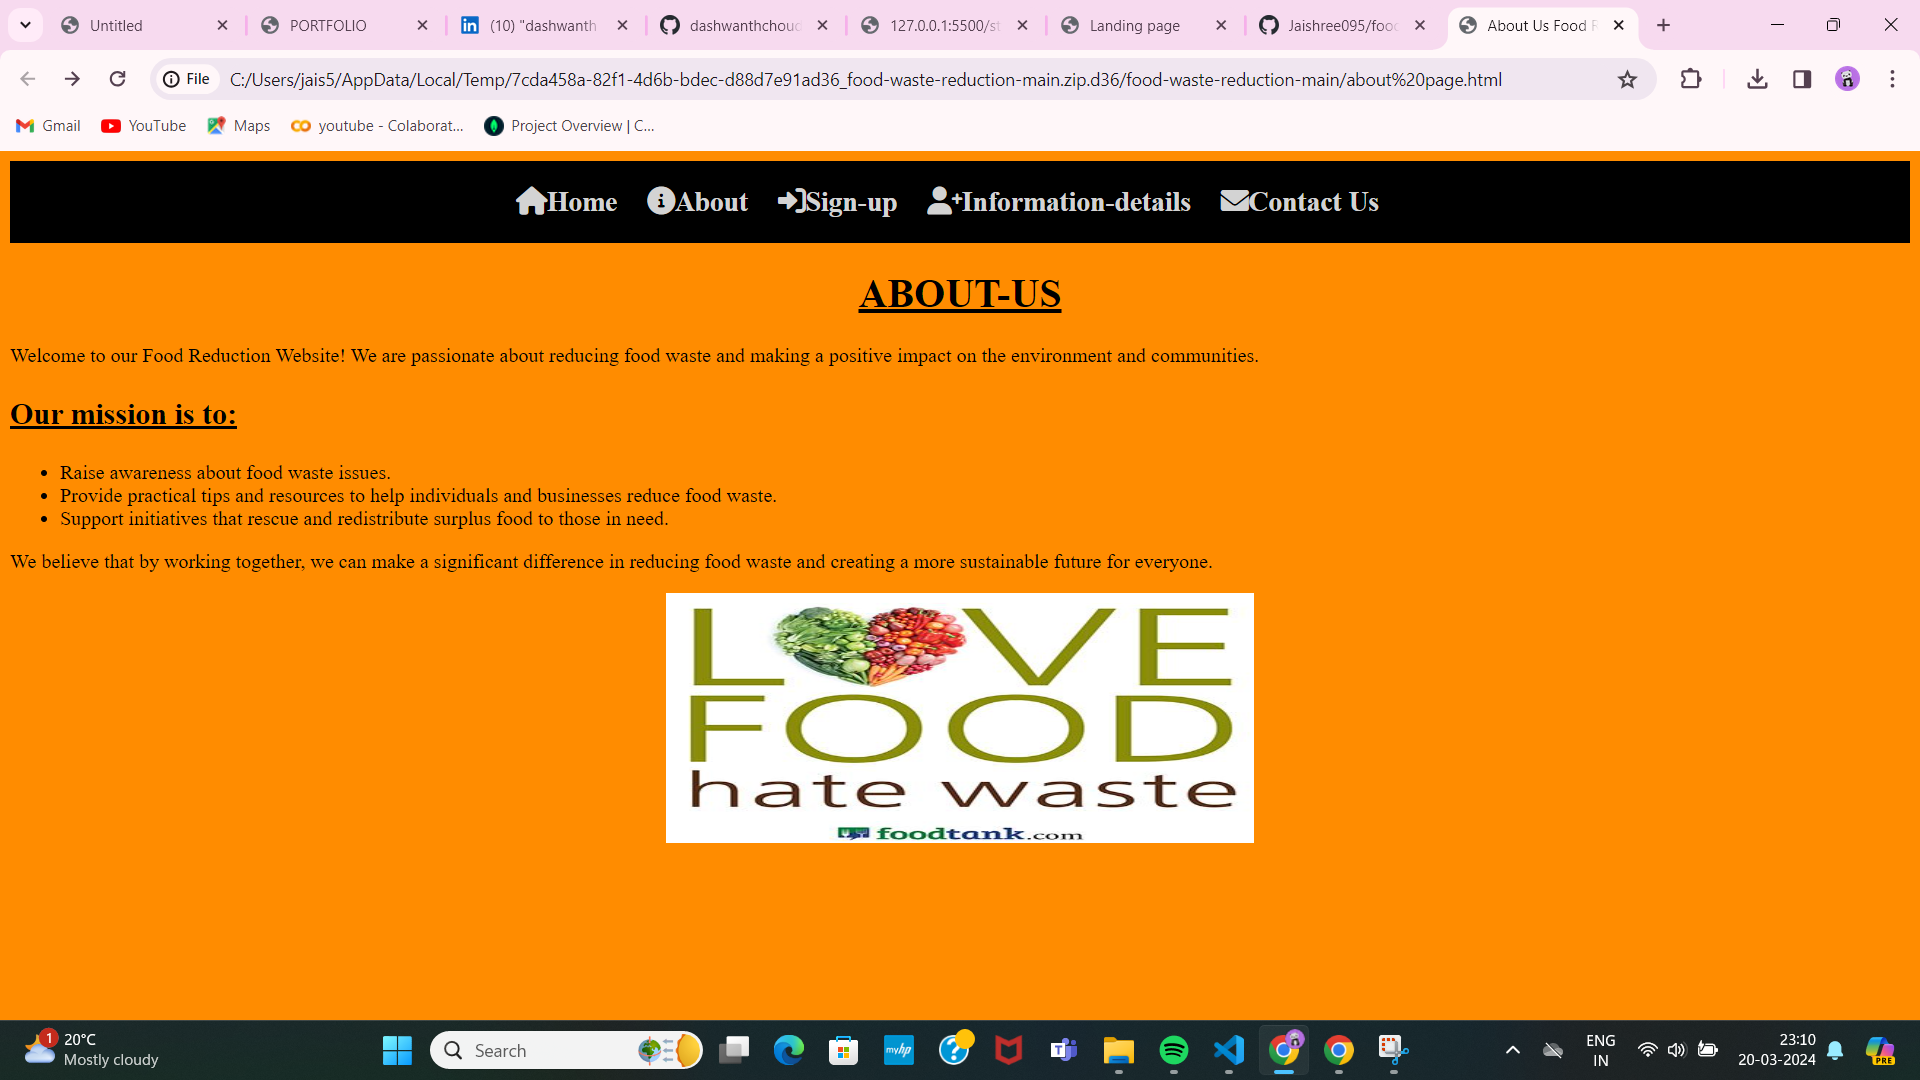 Untitled
PORTFOLIO
(10) "dashwanth
dashwanthchoud
127.0.0.1:5500/st
Landing page
Jaishree095/food
About Us Food R
File
C:/Users/jais5/AppData/Local/Temp/7cda458a-82f1-4d6b-bdec-d88d7e91ad36_food-waste-reduction-main.zip.d36/food-waste-reduction-main/about%20page.html
Gmail
YouTube
Maps
youtube - Colaborat...
Project Overview | C...
Home About Sign-up Information-details Contact Us
ABOUT-US
Welcome to our Food Reduction Website! We are passionate about reducing food waste and making a positive impact on the environment and communities.
Our mission is to:
Raise awareness about food waste issues.
Provide practical tips and resources to help individuals and businesses reduce food waste.
Support initiatives that rescue and redistribute surplus food to those in need.
We believe that by working together, we can make a significant difference in reducing food waste and creating a more sustainable future for everyone.
LOVE
FOOD
hate waste
foodtank.com
1
20°C
Mostly cloudy
Search
myhp
ENG
IN
23:10
20-03-2024
PRE